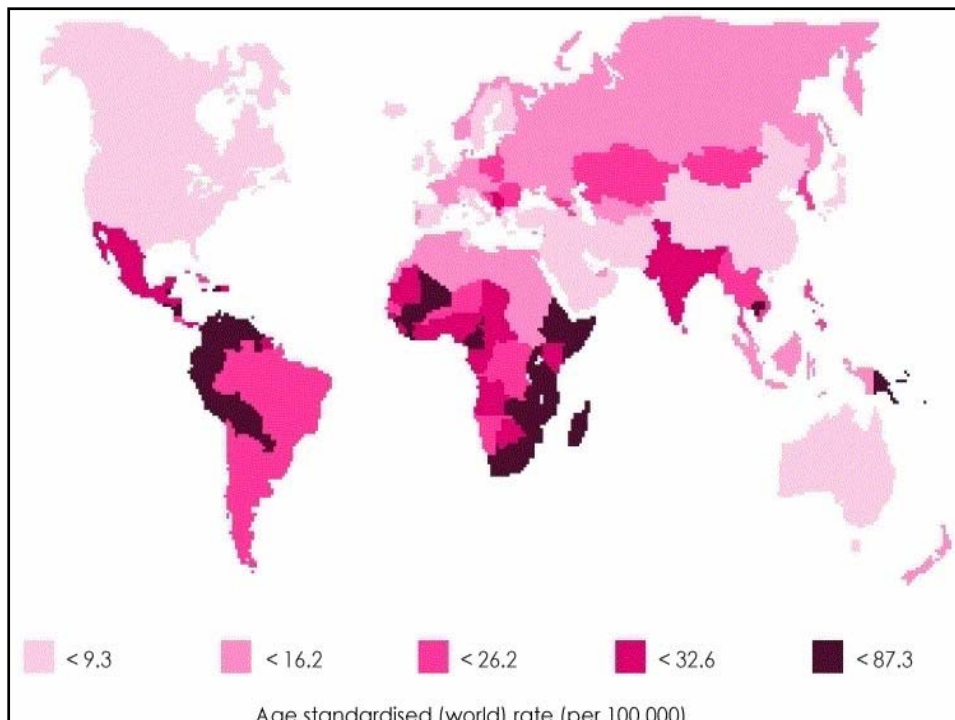 < 9.3 < 16.2 < 26.2 < 32.6 < 87.3
Age standardised (world) rate (per 100,000)